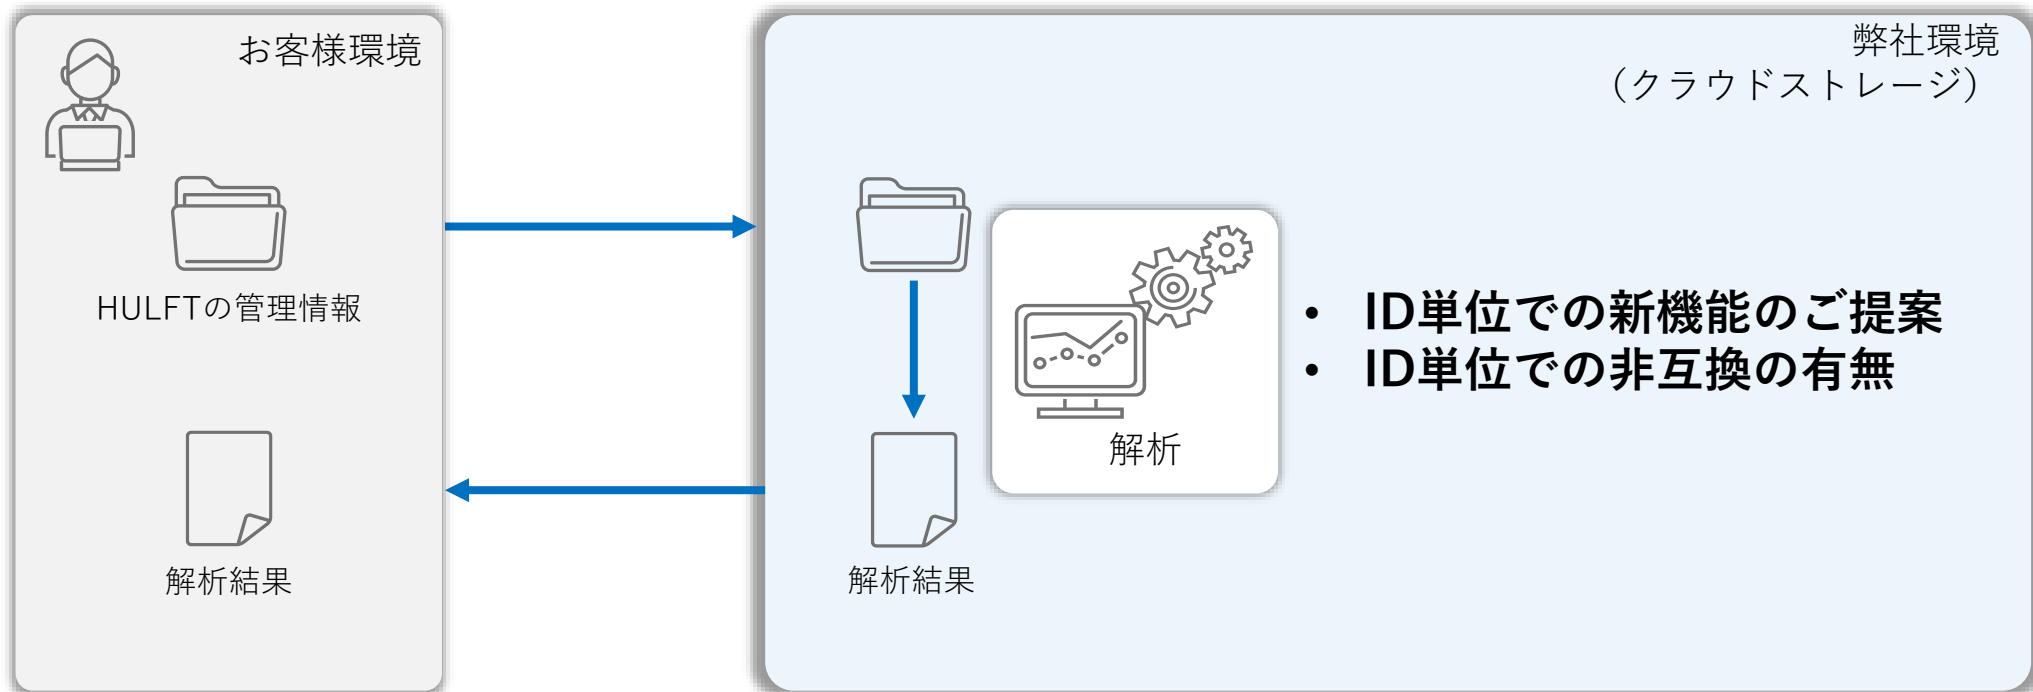 お客様環境
HULFTの管理情報
解析結果
弊社環境
（クラウドストレージ）
解析
解析結果
• ID単位での新機能のご提案
• ID単位での非互換の有無